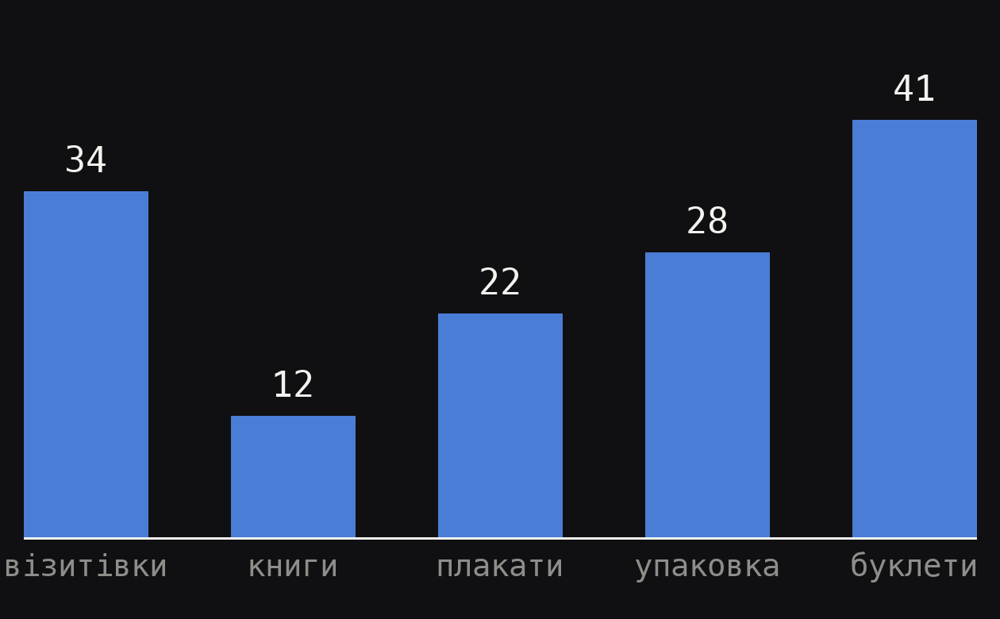 34
12
22
28
41
візитівки
книги
плакати
упаковка
буклети